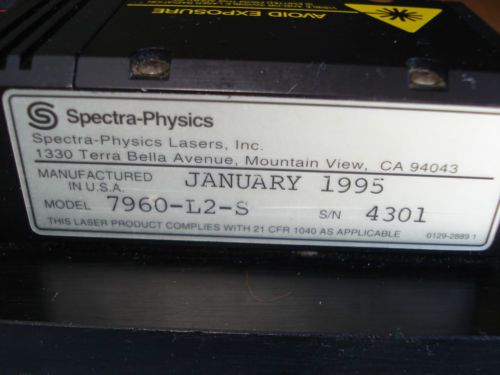 AVOID EXPOSURE
Spectra-Physics
Spectra-Physics Lasers, Inc.
1330 Terra Bella Avenue, Mountain View, CA 94043
MANUFACTURED IN U.S.A. JANUARY 1995
MODEL 7960-L2-S S/N 4301
THIS LASER PRODUCT COMPLIES WITH 21 CFR 1040 AS APPLICABLE 0129-2889 1